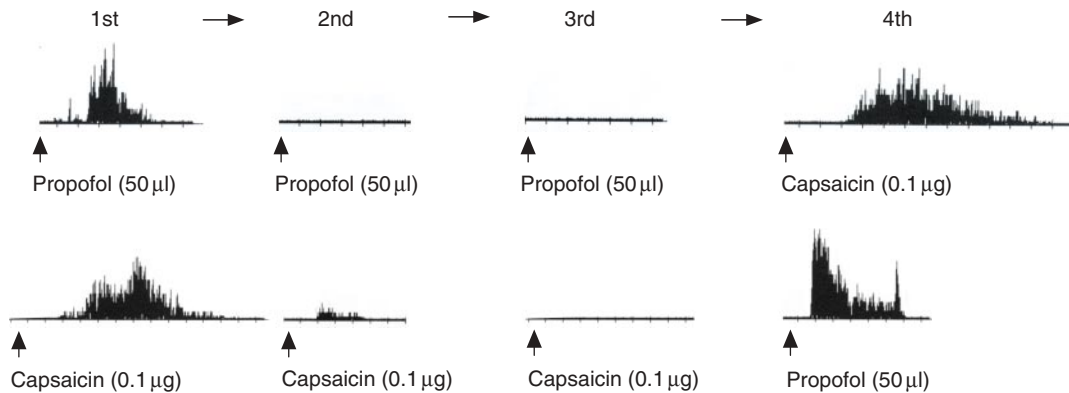 1st → 2nd → 3rd → 4th
Propofol (50 µl) Propofol (50 µl) Propofol (50 µl) Capsaicin (0.1 µg)
Capsaicin (0.1 µg) Capsaicin (0.1 µg) Capsaicin (0.1 µg) Propofol (50 µl)